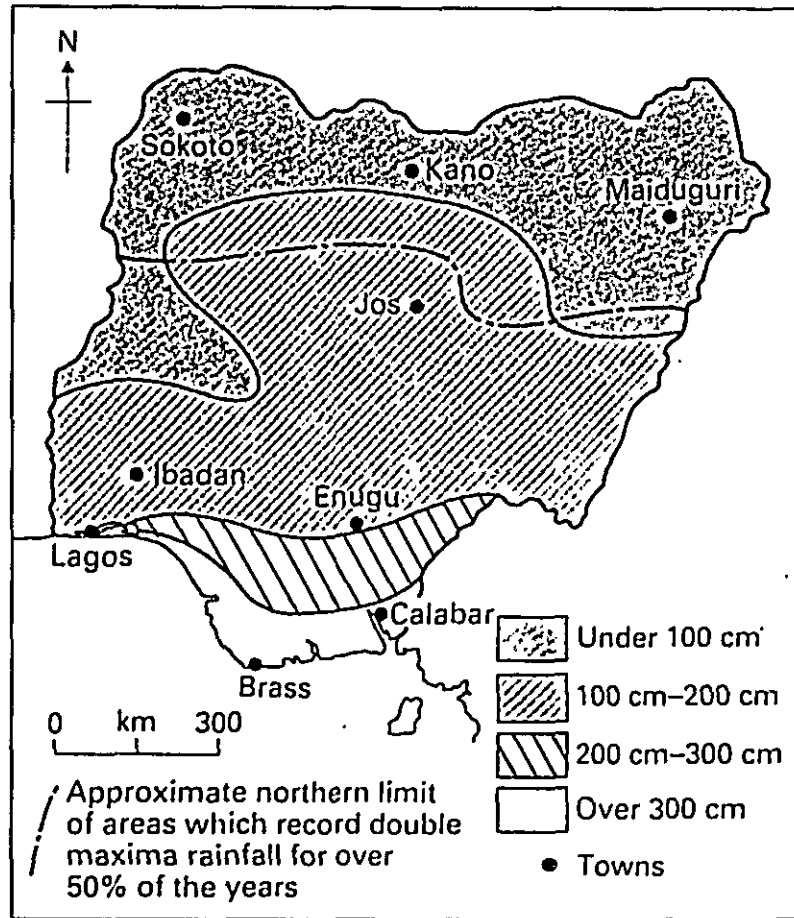 N
Sokoto
Kano
Maiduguri
Jos
Ibadan
Enugu
Lagos
Calabar
Brass
0 km 300
Approximate northern limit
of areas which record double
maxima rainfall for over
50% of the years
Under 100 cm
100 cm–200 cm
200 cm–300 cm
Over 300 cm
Towns